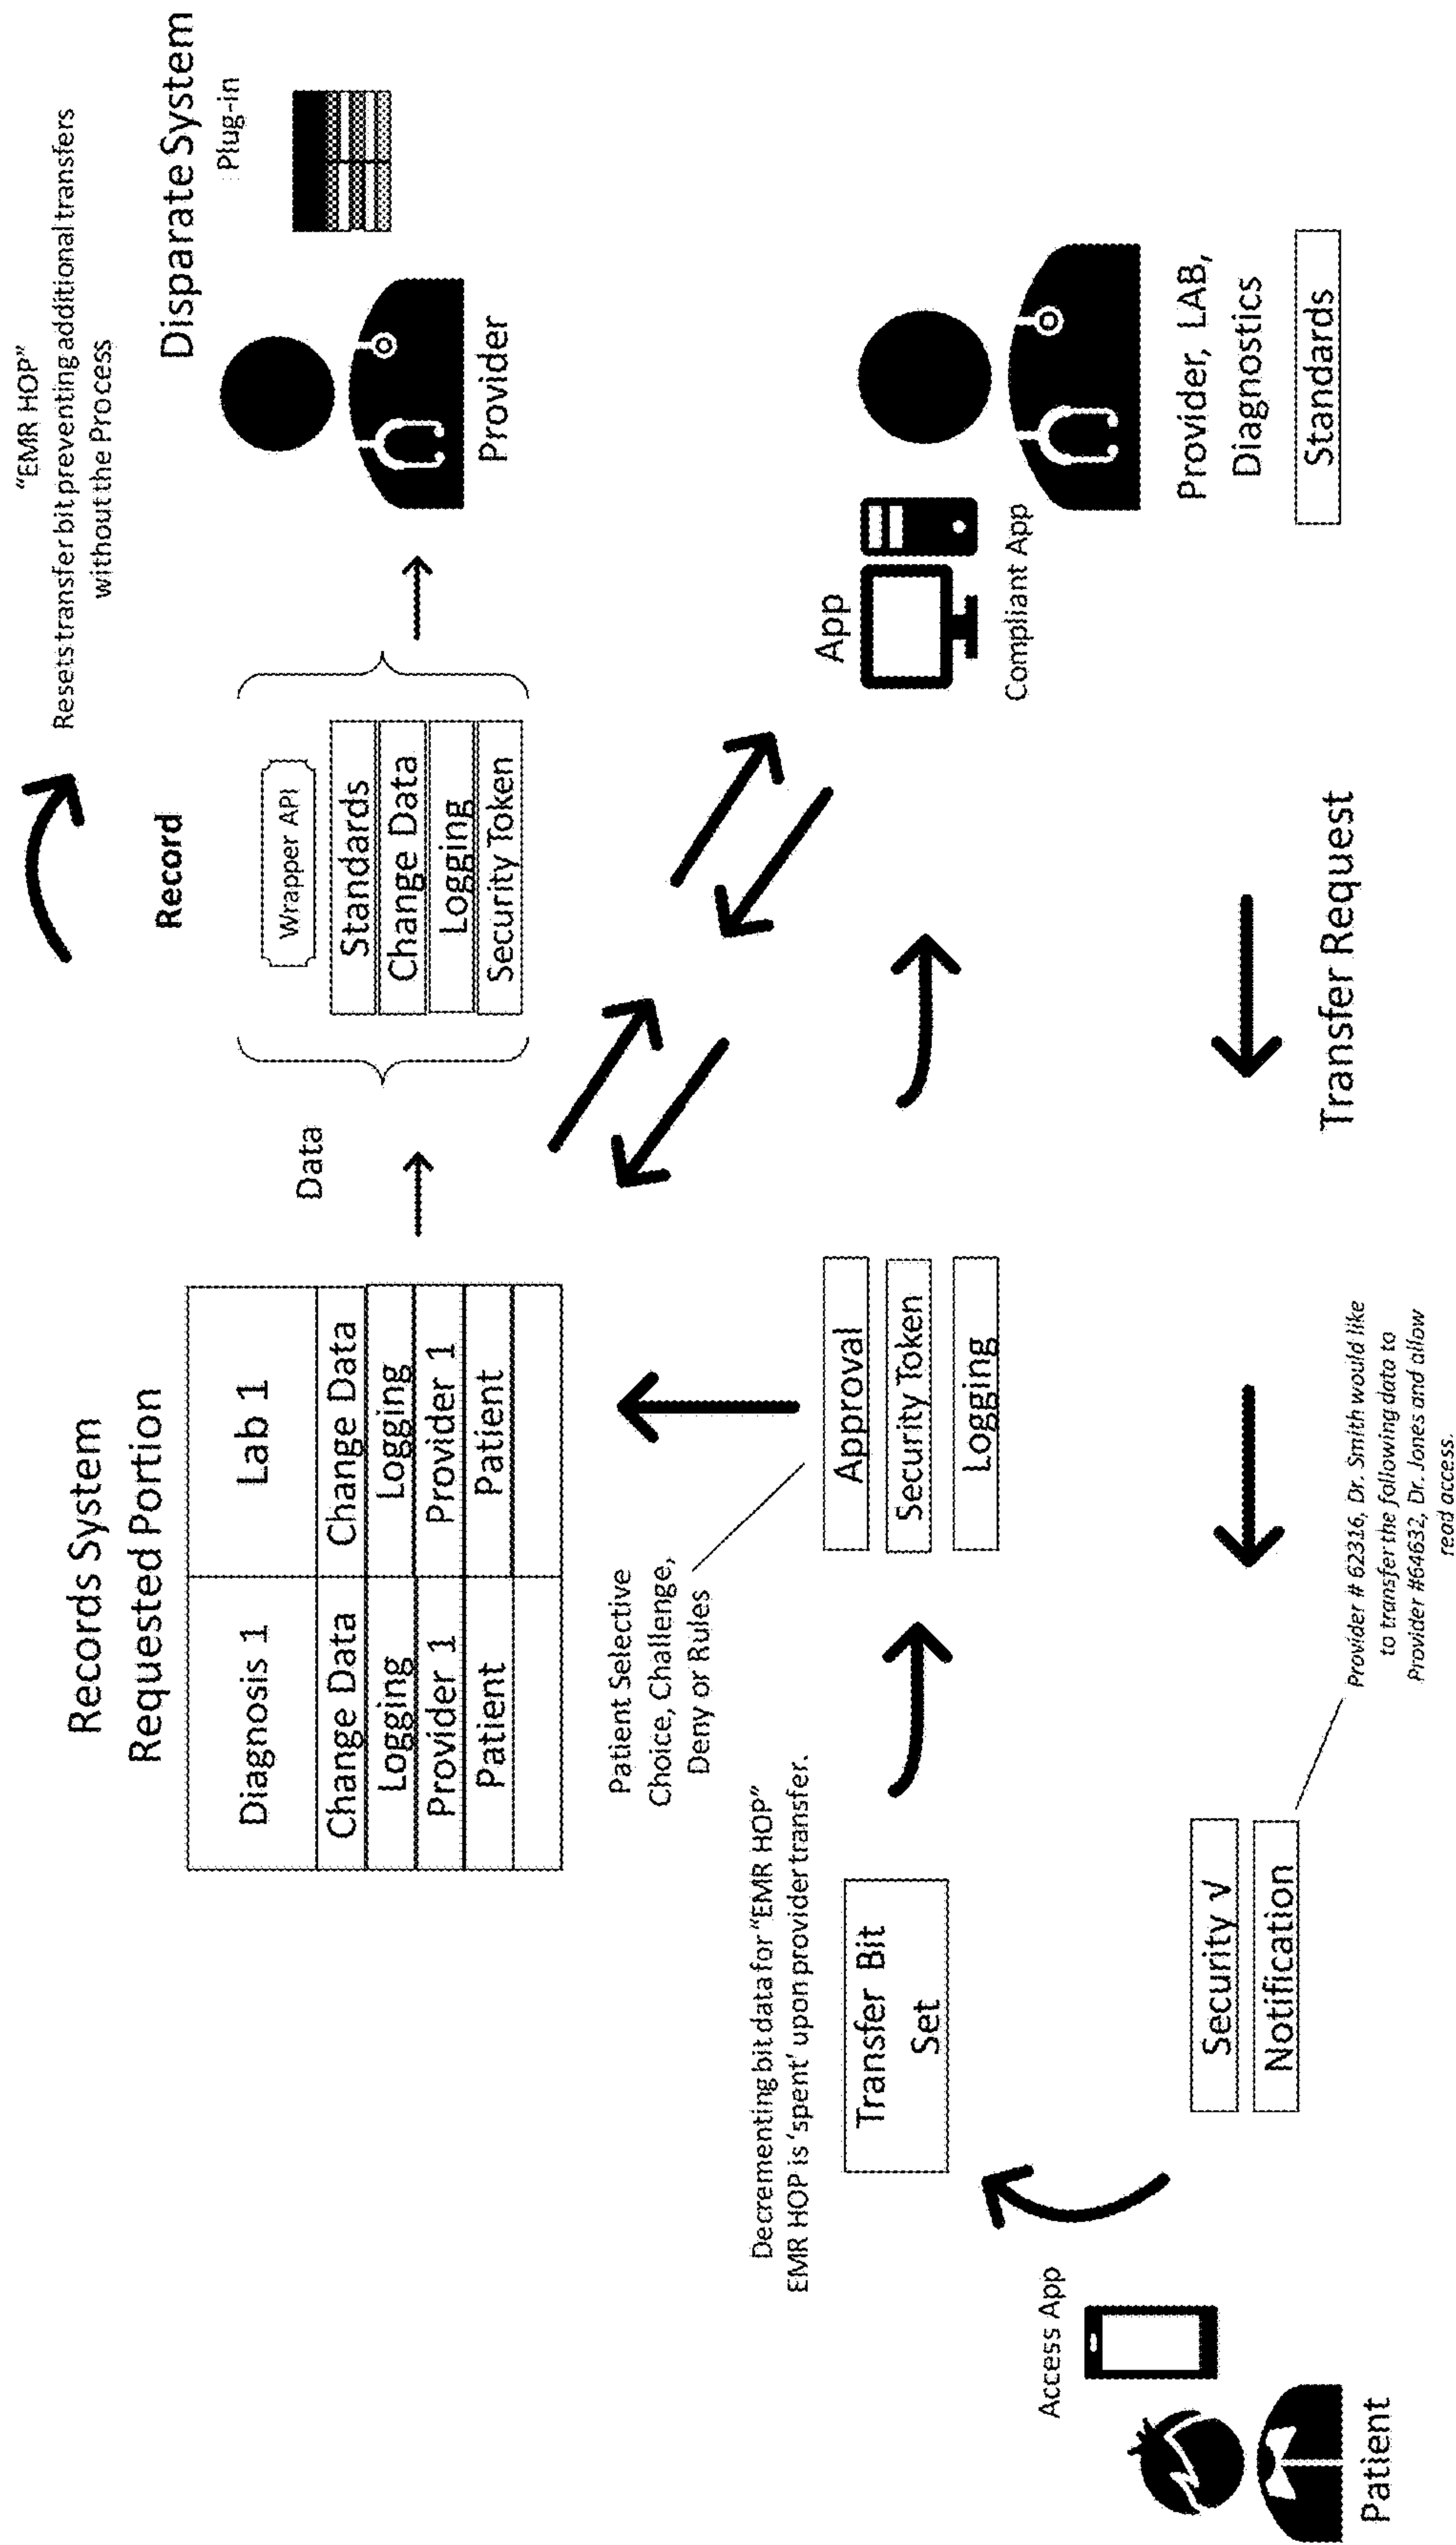 "EMR HOP"
Resets transfer bit preventing additional transfers
without the Process
Disparate System
Plug-in
Provider
Record
Wrapper API
Standards
Change Data
Logging
Security Token
Data
Records System
Requested Portion
Diagnosis 1
Lab 1
Change Data
Change Data
Logging
Logging
Provider 1
Provider 1
Patient
Patient
Patient Selective
Choice, Challenge,
Deny or Rules
Approval
Security Token
Logging
App
Compliant App
Provider, LAB,
Diagnostics
Standards
Decrementing bit data for "EMR HOP"
EMR HOP is 'spent' upon provider transfer.
Transfer Bit
Set
Transfer Request
Security √
Notification
Provider # 62316, Dr. Smith would like
to transfer the following data to
Provider #64632, Dr. Jones and allow
read access.
Access App
Patient